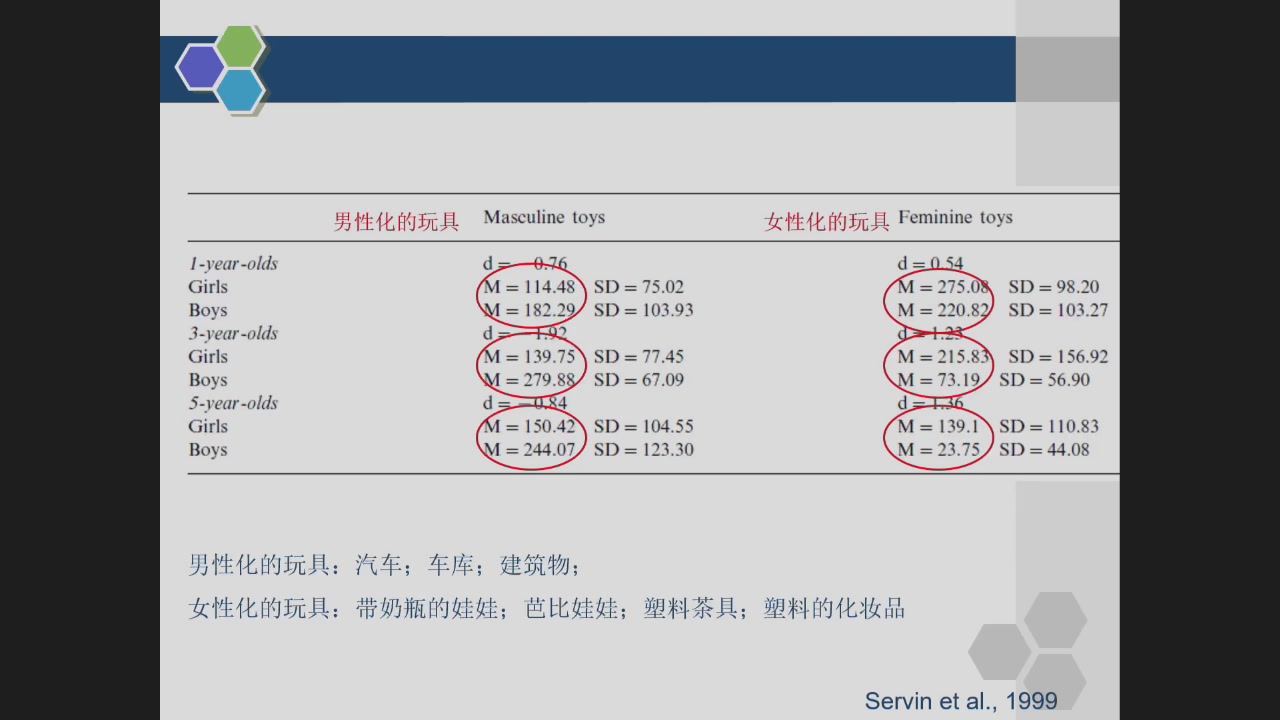 男性化的玩具 Masculine toys 女性化的玩具 Feminine toys
1-year-olds d = −0.76 d = 0.54
Girls M = 114.48 SD = 75.02 M = 275.08 SD = 98.20
Boys M = 182.29 SD = 103.93 M = 220.82 SD = 103.27
3-year-olds d = −1.92 d = 1.23
Girls M = 139.75 SD = 77.45 M = 215.83 SD = 156.92
Boys M = 279.88 SD = 67.09 M = 73.19 SD = 56.90
5-year-olds d = −0.84 d = 1.36
Girls M = 150.42 SD = 104.55 M = 139.1 SD = 110.83
Boys M = 244.07 SD = 123.30 M = 23.75 SD = 44.08
男性化的玩具：汽车；车库；建筑物；
女性化的玩具：带奶瓶的娃娃；芭比娃娃；塑料茶具；塑料的化妆品
Servin et al., 1999